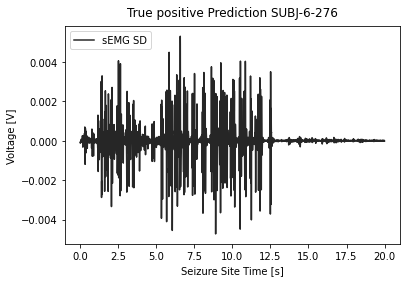 True positive Prediction SUBJ-6-276
sEMG SD
Voltage [V]
0.004
0.002
0.000
−0.002
−0.004
0.0 2.5 5.0 7.5 10.0 12.5 15.0 17.5 20.0
Seizure Site Time [s]